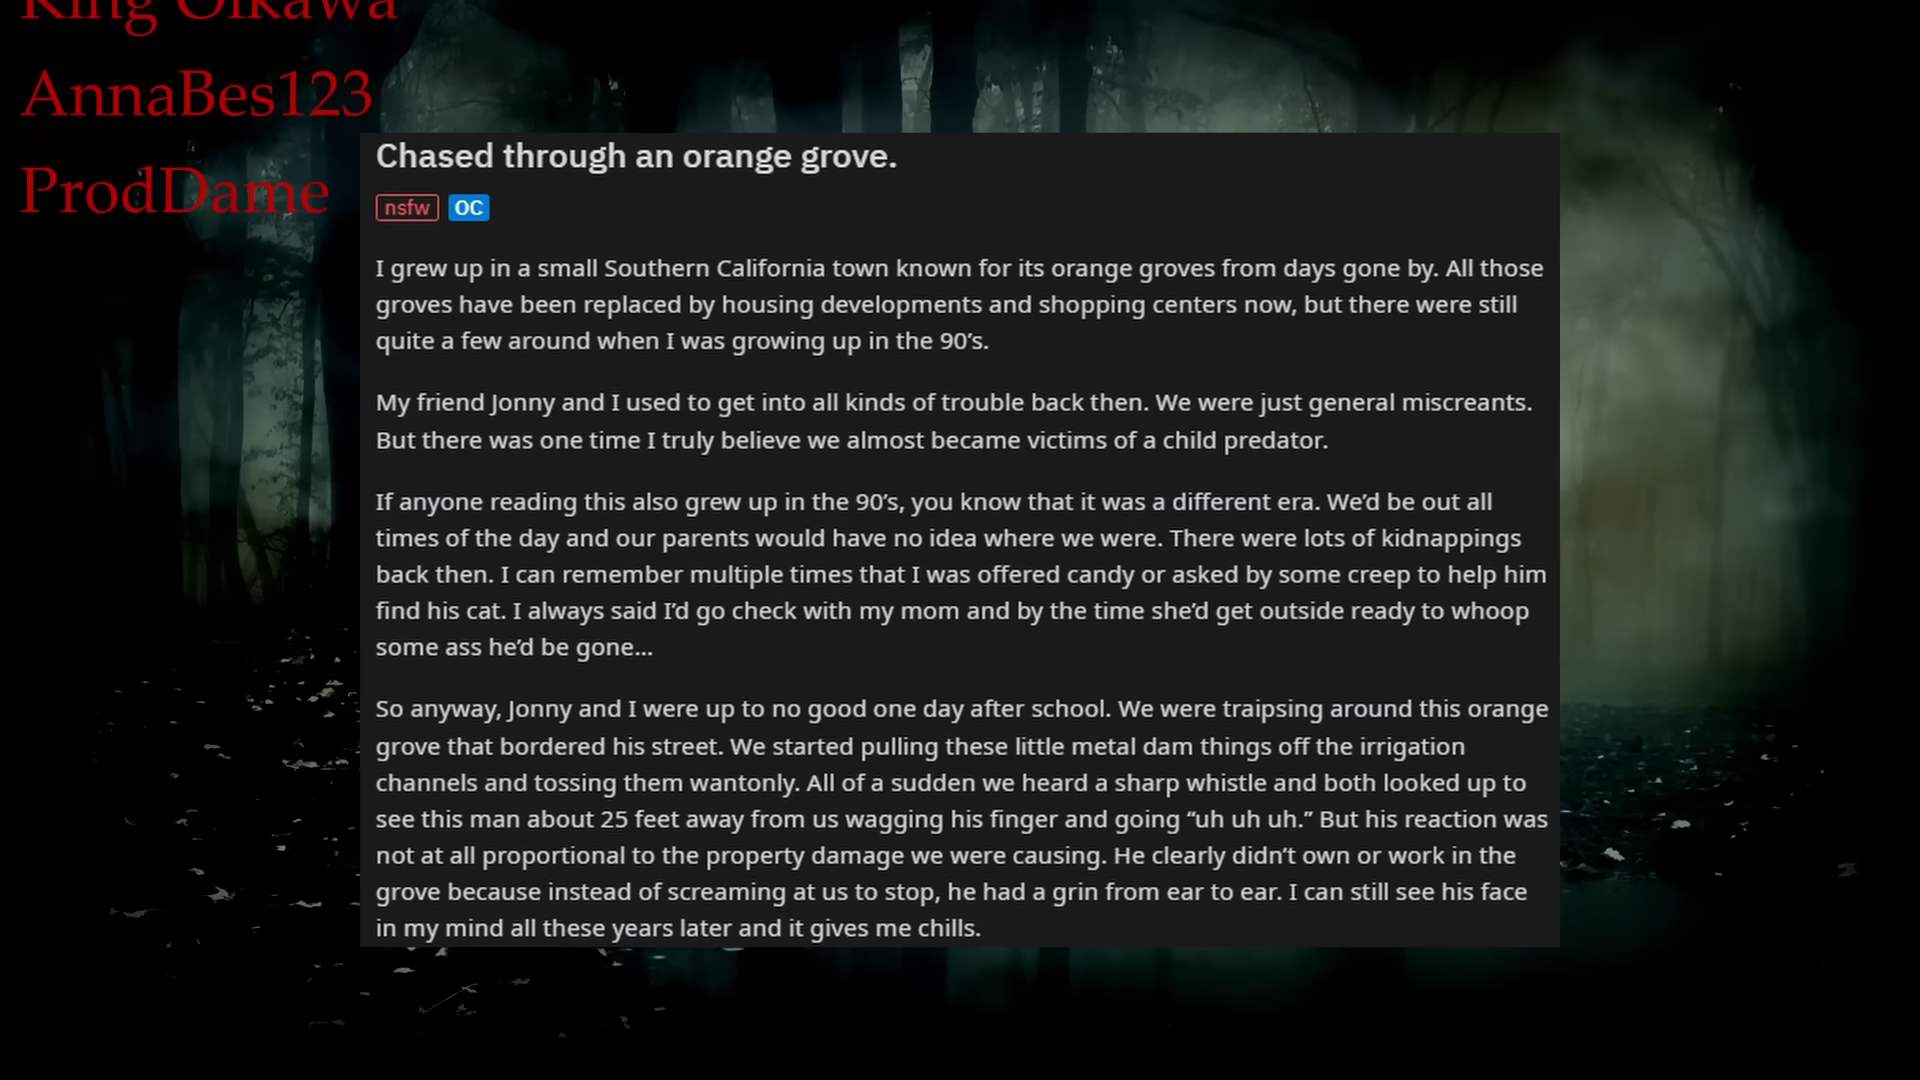 King Oikawa
AnnaBes123
ProdDame
Chased through an orange grove.
nsfw OC
I grew up in a small Southern California town known for its orange groves from days gone by. All those
groves have been replaced by housing developments and shopping centers now, but there were still
quite a few around when I was growing up in the 90’s.
My friend Jonny and I used to get into all kinds of trouble back then. We were just general miscreants.
But there was one time I truly believe we almost became victims of a child predator.
If anyone reading this also grew up in the 90’s, you know that it was a different era. We’d be out all
times of the day and our parents would have no idea where we were. There were lots of kidnappings
back then. I can remember multiple times that I was offered candy or asked by some creep to help him
find his cat. I always said I’d go check with my mom and by the time she’d get outside ready to whoop
some ass he’d be gone...
So anyway, Jonny and I were up to no good one day after school. We were traipsing around this orange
grove that bordered his street. We started pulling these little metal dam things off the irrigation
channels and tossing them wantonly. All of a sudden we heard a sharp whistle and both looked up to
see this man about 25 feet away from us wagging his finger and going “uh uh uh.” But his reaction was
not at all proportional to the property damage we were causing. He clearly didn’t own or work in the
grove because instead of screaming at us to stop, he had a grin from ear to ear. I can still see his face
in my mind all these years later and it gives me chills.